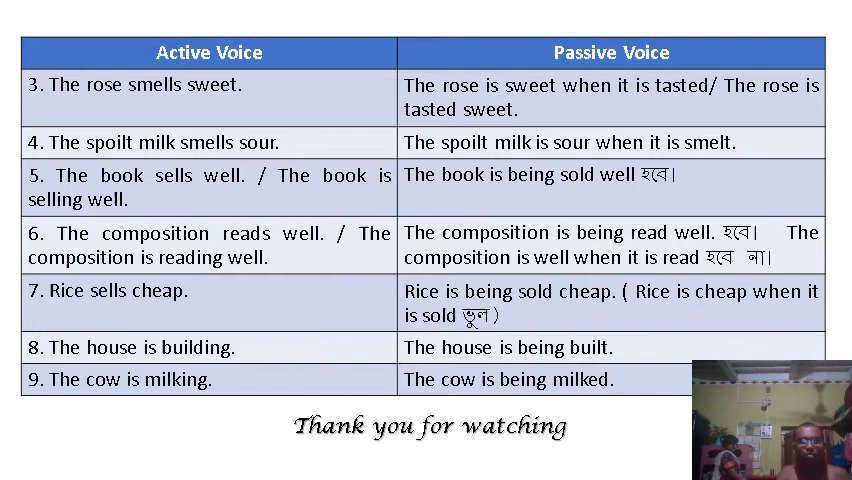 Active Voice
Passive Voice
3. The rose smells sweet.
The rose is sweet when it is tasted/ The rose is
tasted sweet.
4. The spoilt milk smells sour.
The spoilt milk is sour when it is smelt.
5. The book sells well. / The book is
selling well.
The book is being sold well হবে।
6. The composition reads well. / The
composition is reading well.
The composition is being read well. হবে। The
composition is well when it is read হবে না।
7. Rice sells cheap.
Rice is being sold cheap. ( Rice is cheap when it
is sold ভুল )
8. The house is building.
The house is being built.
9. The cow is milking.
The cow is being milked.
Thank you for watching